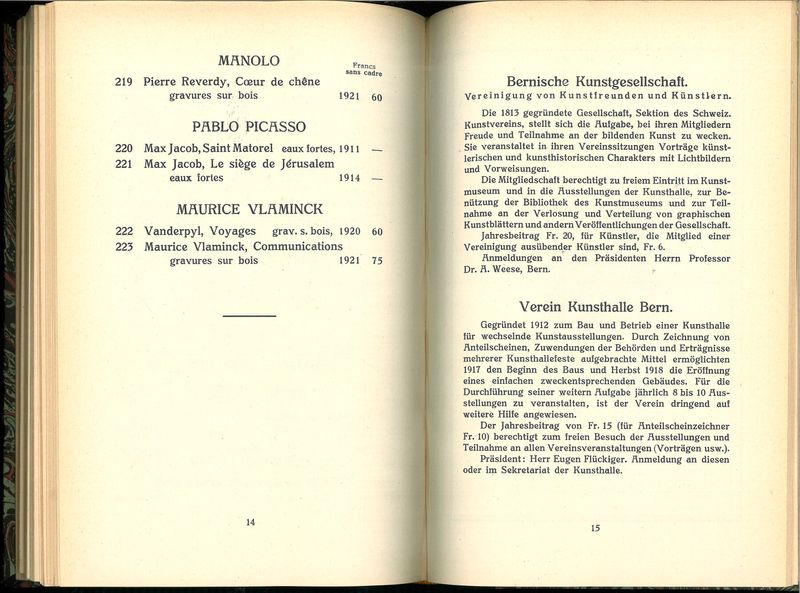 MANOLO
Francs
sans cadre
219 Pierre Reverdy, Cœur de chêne
gravures sur bois 1921 60
PABLO PICASSO
220 Max Jacob, Saint Matorel eaux fortes, 1911 —
221 Max Jacob, Le siège de Jérusalem
eaux fortes 1914 —
MAURICE VLAMINCK
222 Vanderpyl, Voyages grav. s. bois, 1920 60
223 Maurice Vlaminck, Communications
gravures sur bois 1921 75
14
Bernische Kunstgesellschaft.
Vereinigung von Kunstfreunden und Künstlern.
Die 1813 gegründete Gesellschaft, Sektion des Schweiz.
Kunstvereins, stellt sich die Aufgabe, bei ihren Mitgliedern
Freude und Teilnahme an der bildenden Kunst zu wecken.
Sie veranstaltet in ihren Vereinssitzungen Vorträge künst-
lerischen und kunsthistorischen Charakters mit Lichtbildern
und Vorweisungen.
Die Mitgliedschaft berechtigt zu freiem Eintritt im Kunst-
museum und in die Ausstellungen der Kunsthalle, zur Be-
nützung der Bibliothek des Kunstmuseums und zur Teil-
nahme an der Verlosung und Verteilung von graphischen
Kunstblättern und andern Veröffentlichungen der Gesellschaft.
Jahresbeitrag Fr. 20, für Künstler, die Mitglied einer
Vereinigung ausübender Künstler sind, Fr. 6.
Anmeldungen an den Präsidenten Herrn Professor
Dr. A. Weese, Bern.
Verein Kunsthalle Bern.
Gegründet 1912 zum Bau und Betrieb einer Kunsthalle
für wechselnde Kunstausstellungen. Durch Zeichnung von
Anteilscheinen, Zuwendungen der Behörden und Erträgnisse
mehrerer Kunsthallefeste aufgebrachte Mittel ermöglichten
1917 den Beginn des Baus und Herbst 1918 die Eröffnung
eines einfachen zweckentsprechenden Gebäudes. Für die
Durchführung seiner weitern Aufgabe jährlich 8 bis 10 Aus-
stellungen zu veranstalten, ist der Verein dringend auf
weitere Hilfe angewiesen.
Der Jahresbeitrag von Fr. 15 (für Anteilscheinzeichner
Fr. 10) berechtigt zum freien Besuch der Ausstellungen und
Teilnahme an allen Vereinsveranstaltungen (Vorträgen usw.).
Präsident: Herr Eugen Flückiger. Anmeldung an diesen
oder im Sekretariat der Kunsthalle.
15